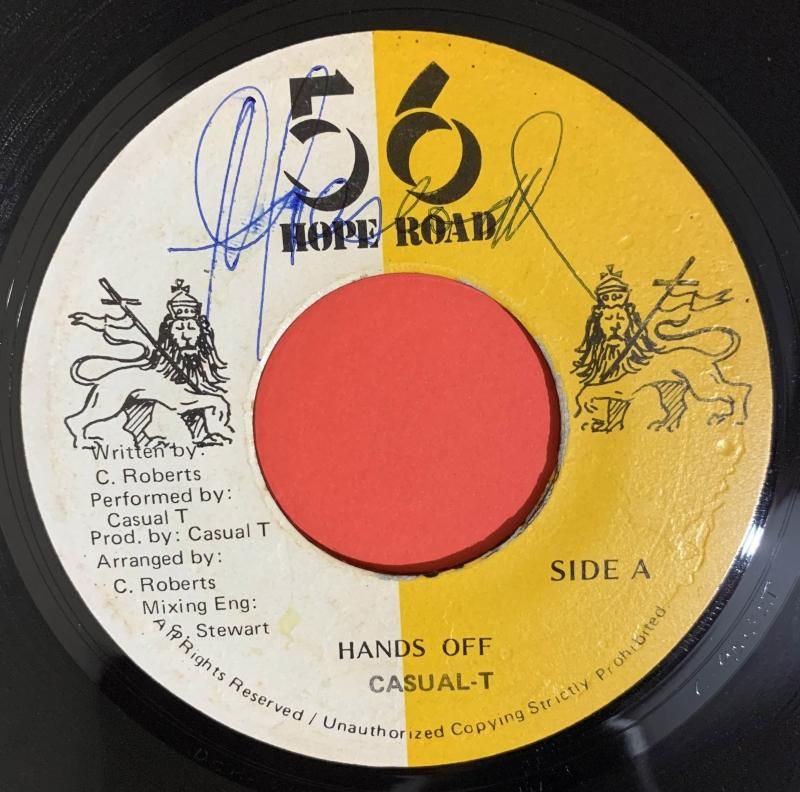 56
HOPE ROAD
Written by:
C. Roberts
Performed by:
Casual T
Prod. by: Casual T
Arranged by:
C. Roberts
Mixing Eng:
S. Stewart
SIDE A
HANDS OFF
CASUAL-T
All Rights Reserved / Unauthorized Copying Strictly Prohibited